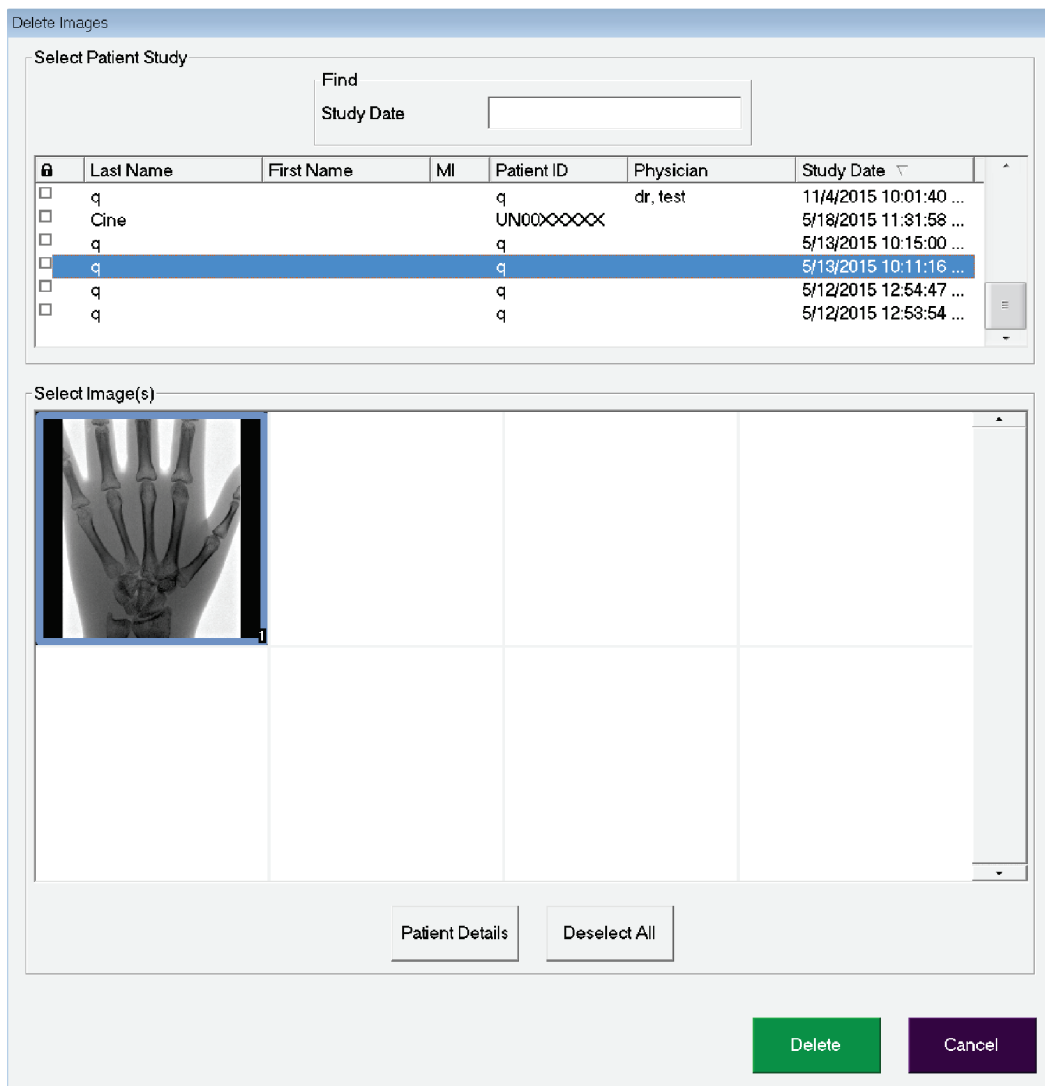 Delete Images
Select Patient Study
Find
Study Date
Last Name First Name MI Patient ID Physician Study Date
q q dr, test 11/4/2015 10:01:40 ...
Cine UN00XXXXX 5/18/2015 11:31:58 ...
q q 5/13/2015 10:15:00 ...
q q 5/13/2015 10:11:16 ...
q q 5/12/2015 12:54:47 ...
q q 5/12/2015 12:53:54 ...
Select Image(s)
1
Patient Details Deselect All
Delete Cancel